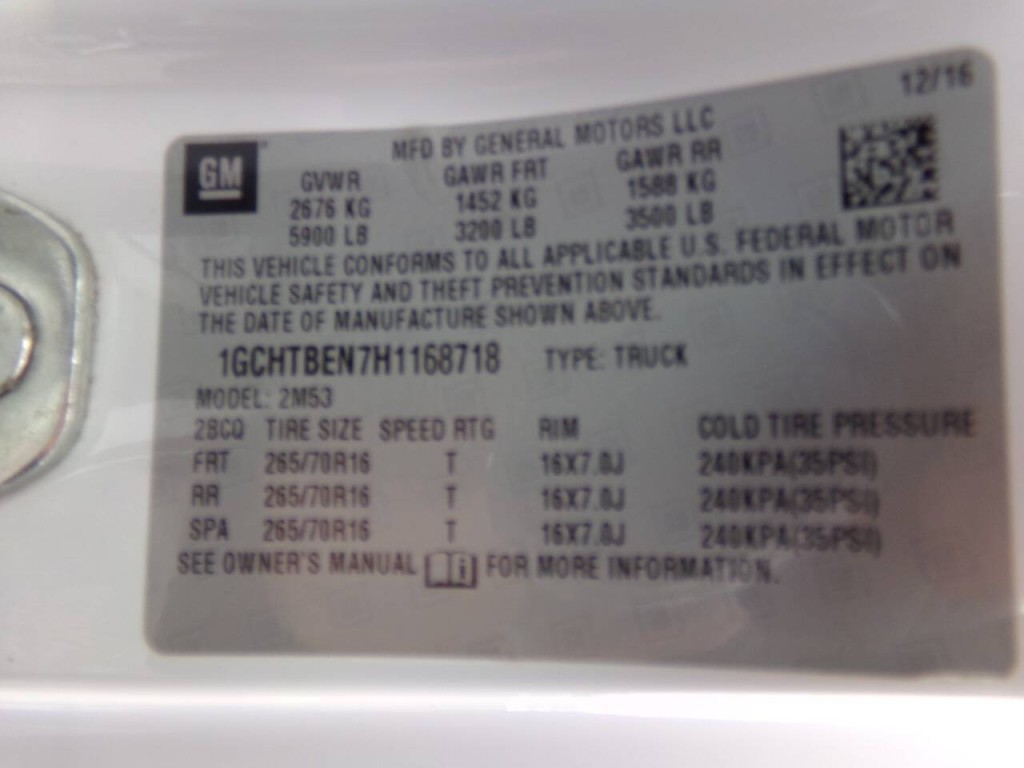 12/16
GM
MFD BY GENERAL MOTORS LLC
GVWR GAWR FRT GAWR RR
2676 KG 1452 KG 1588 KG
5900 LB 3200 LB 3500 LB
THIS VEHICLE CONFORMS TO ALL APPLICABLE U.S. FEDERAL MOTOR
VEHICLE SAFETY AND THEFT PREVENTION STANDARDS IN EFFECT ON
THE DATE OF MANUFACTURE SHOWN ABOVE.
1GCHTBEN7H1168718 TYPE: TRUCK
MODEL: 2M53
2BCQ TIRE SIZE SPEED RTG RIM COLD TIRE PRESSURE
FRT 265/70R16 T 16X7.0J 240KPA(35PSI)
RR 265/70R16 T 16X7.0J 240KPA(35PSI)
SPA 265/70R16 T 16X7.0J 240KPA(35PSI)
SEE OWNER'S MANUAL FOR MORE INFORMATION.